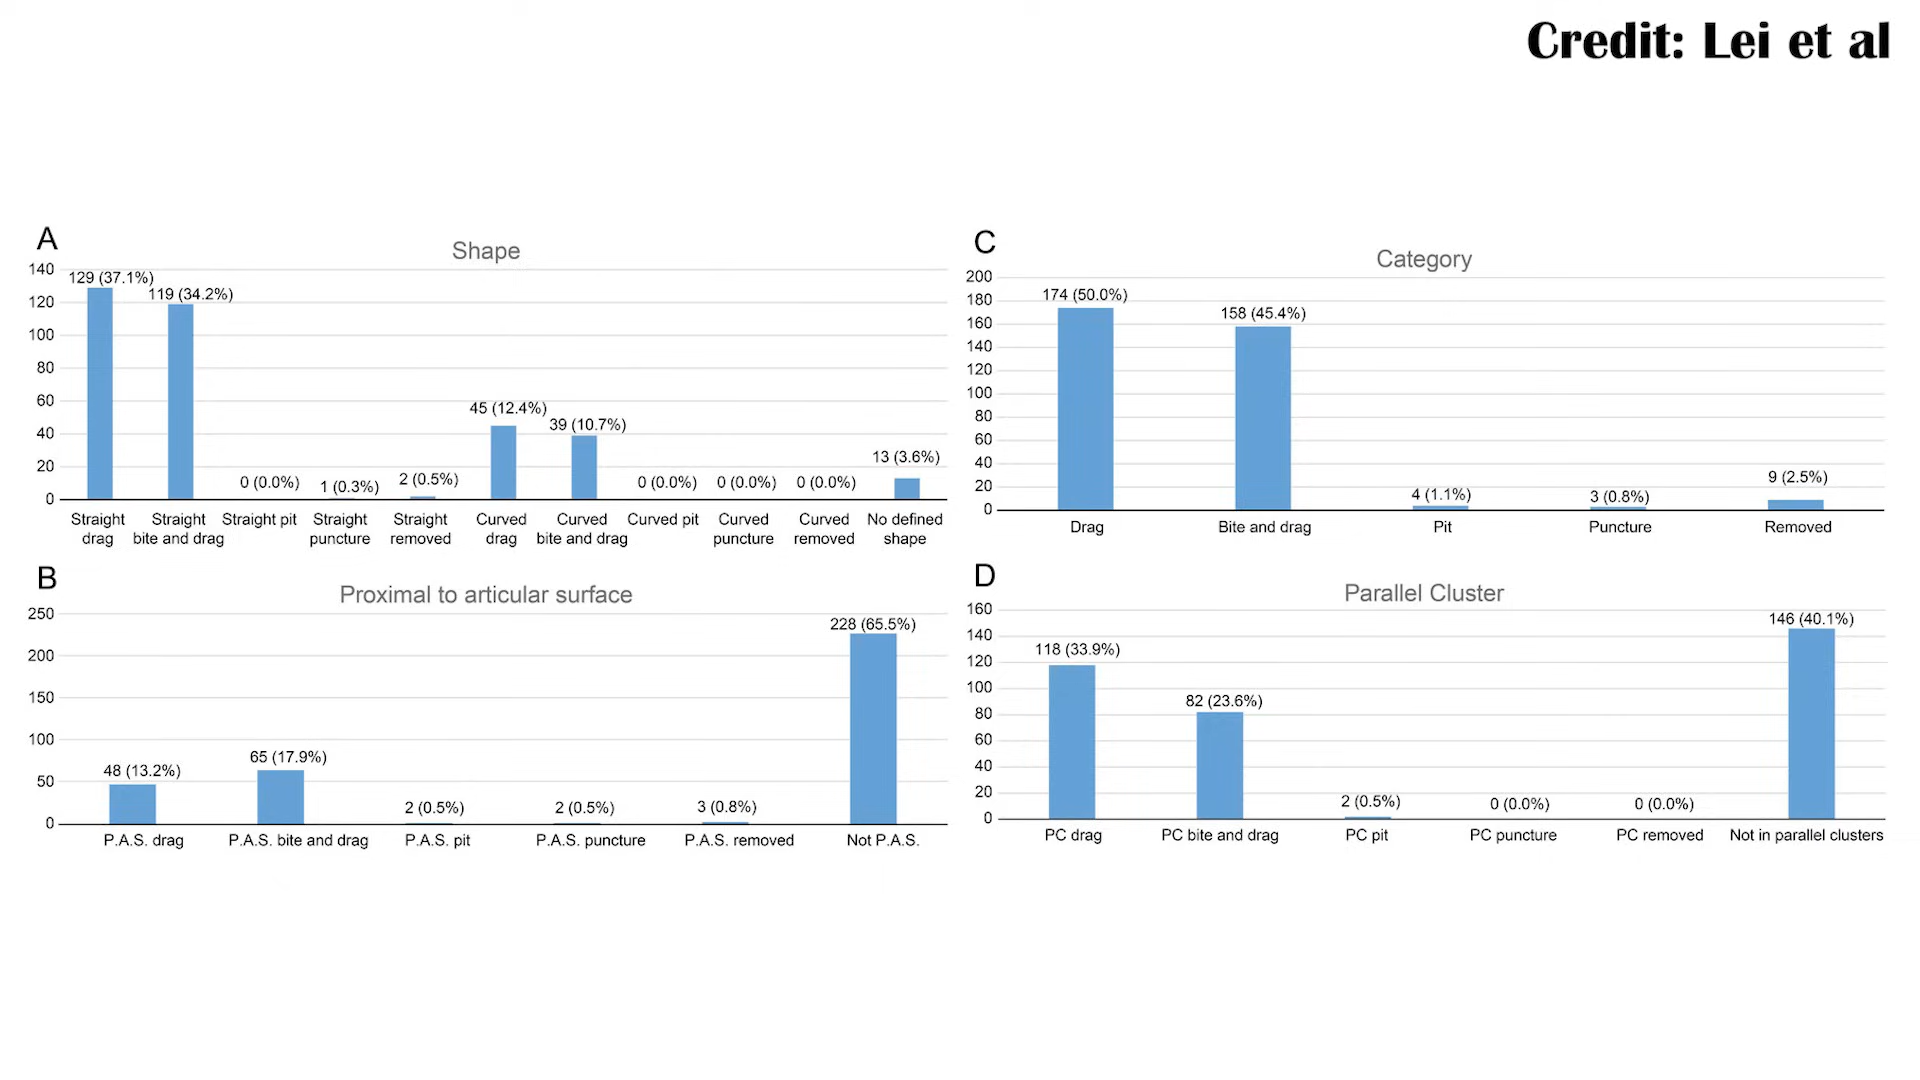 Credit: Lei et al
A
Shape
140
120
100
80
60
40
20
0
129 (37.1%)
119 (34.2%)
0 (0.0%)
1 (0.3%)
2 (0.5%)
45 (12.4%)
39 (10.7%)
0 (0.0%)
0 (0.0%)
0 (0.0%)
13 (3.6%)
Straight
drag
Straight
bite and drag
Straight pit
Straight
puncture
Straight
removed
Curved
drag
Curved
bite and drag
Curved pit
Curved
puncture
Curved
removed
No defined
shape
B
Proximal to articular surface
250
200
150
100
50
0
48 (13.2%)
65 (17.9%)
2 (0.5%)
2 (0.5%)
3 (0.8%)
228 (65.5%)
P.A.S. drag
P.A.S. bite and drag
P.A.S. pit
P.A.S. puncture
P.A.S. removed
Not P.A.S.
C
Category
200
180
160
140
120
100
80
60
40
20
0
174 (50.0%)
158 (45.4%)
4 (1.1%)
3 (0.8%)
9 (2.5%)
Drag
Bite and drag
Pit
Puncture
Removed
D
Parallel Cluster
160
140
120
100
80
60
40
20
0
118 (33.9%)
82 (23.6%)
2 (0.5%)
0 (0.0%)
0 (0.0%)
146 (40.1%)
PC drag
PC bite and drag
PC pit
PC puncture
PC removed
Not in parallel clusters